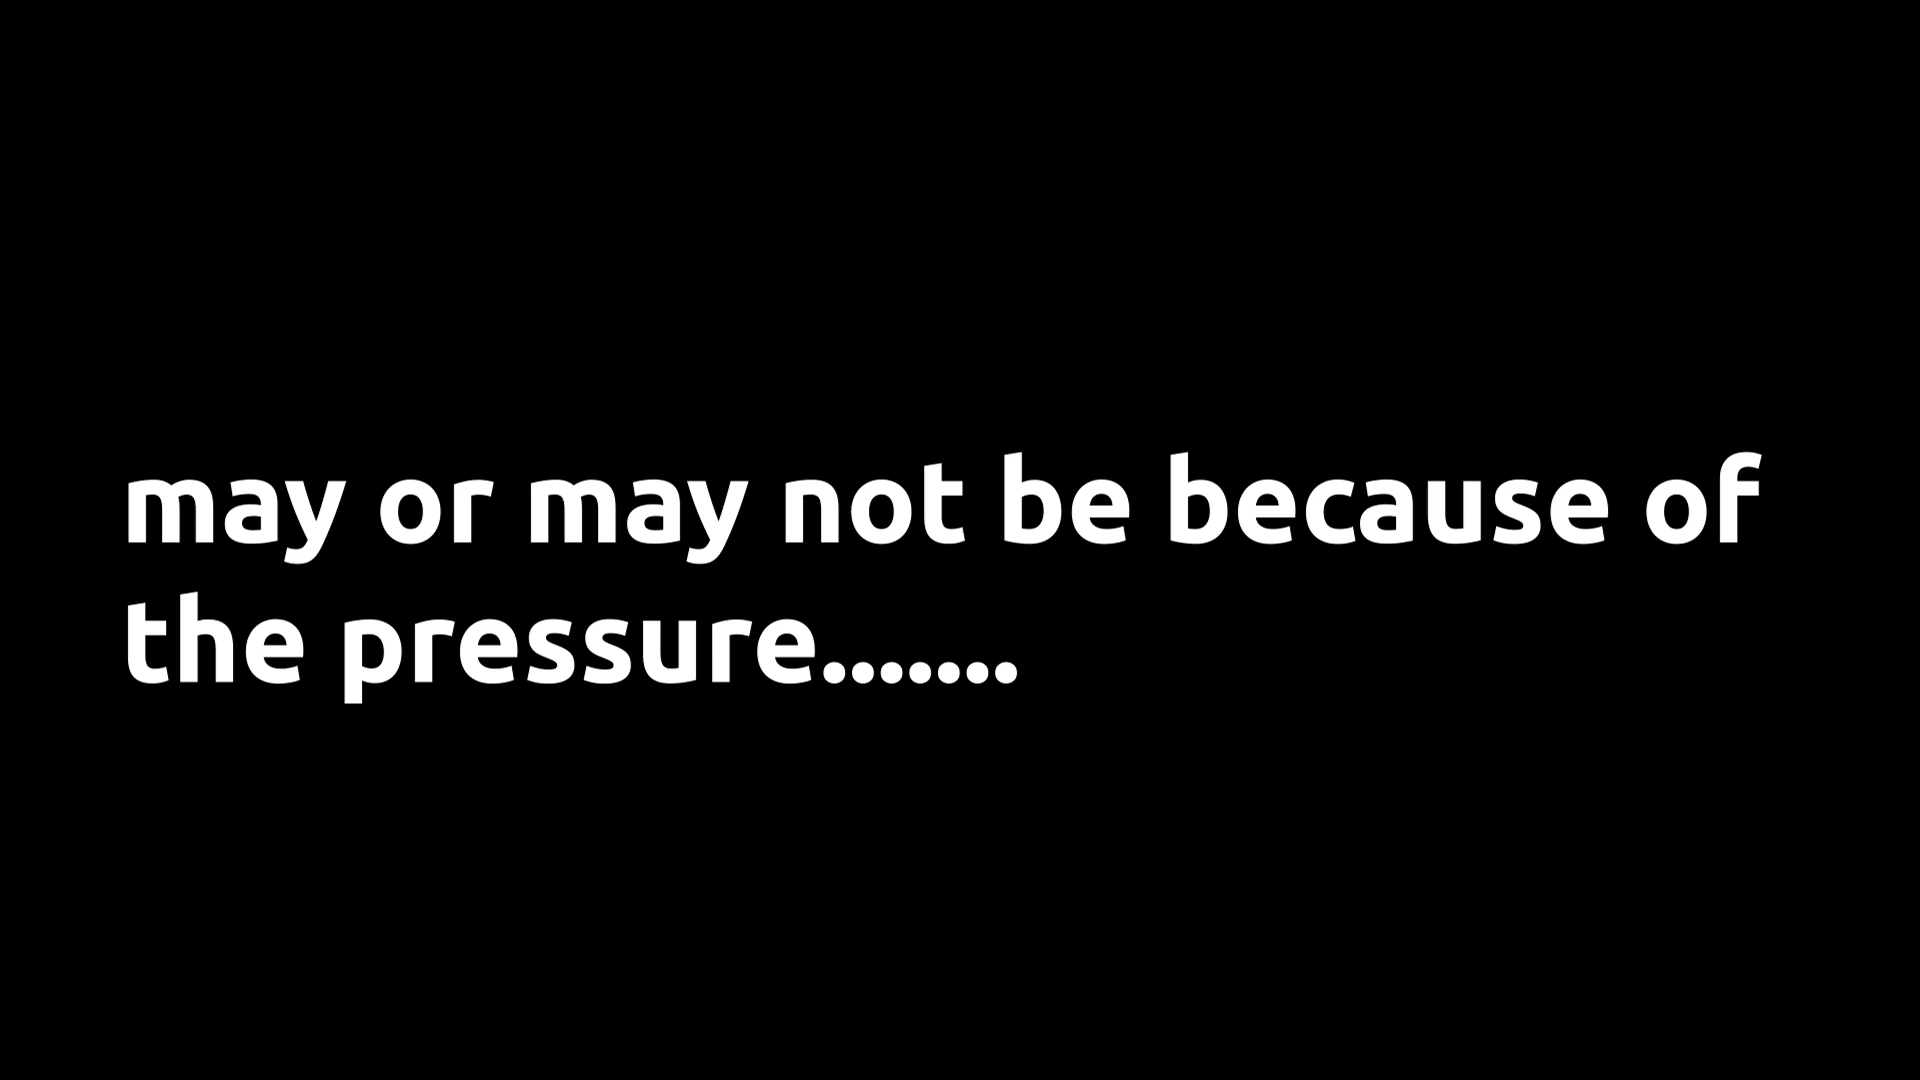 may or may not be because of
the pressure.......